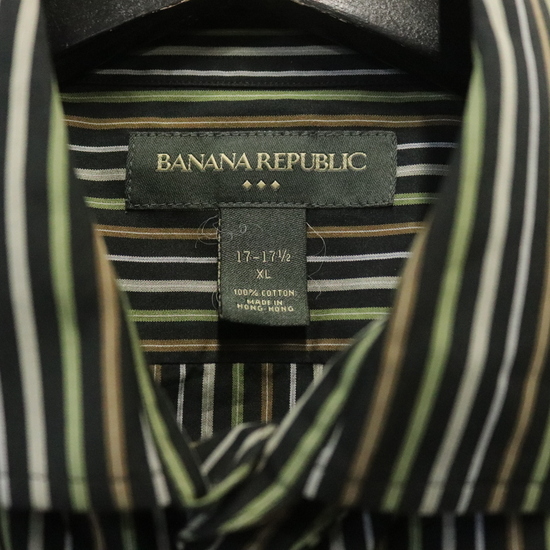 BANANA REPUBLIC
17-17½
XL
100% COTTON
MADE IN
HONG KONG